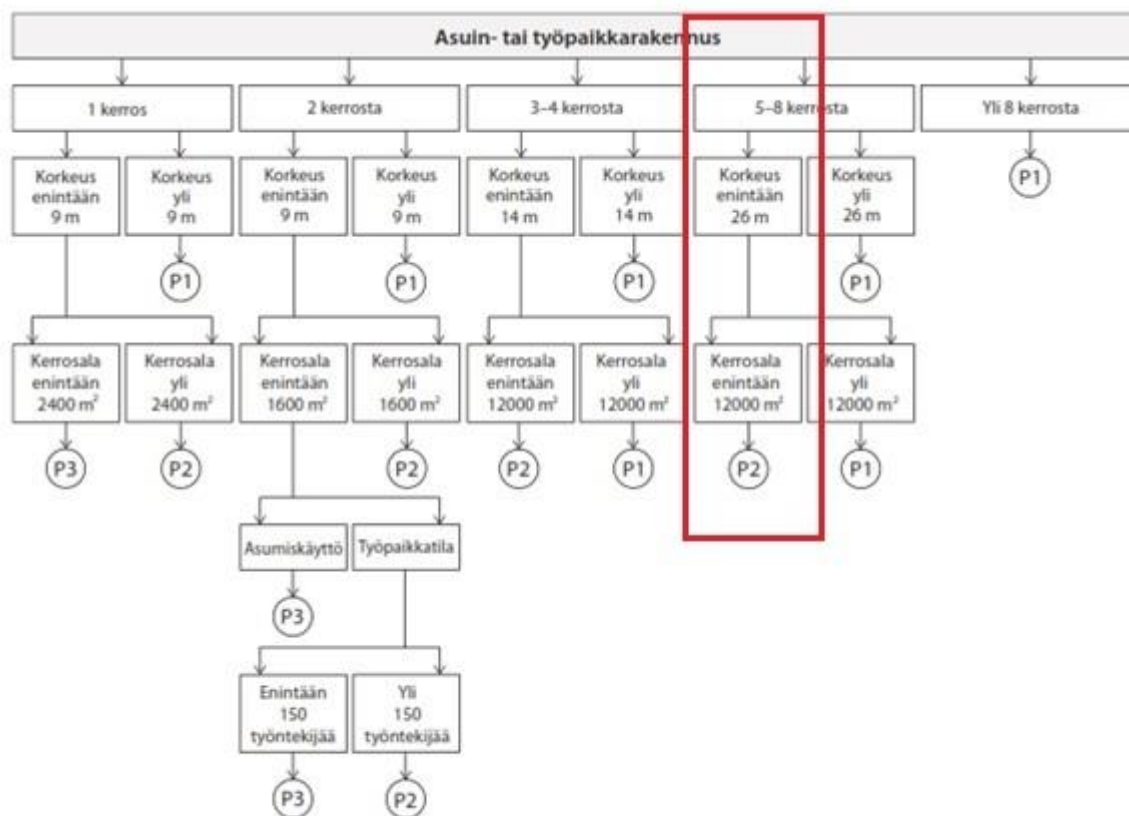 Asuin- tai työpaikkarakennus
1 kerros
2 kerrosta
3–4 kerrosta
5–8 kerrosta
Yli 8 kerrosta
Korkeus
enintään
9 m
Korkeus
yli
9 m
Korkeus
enintään
9 m
Korkeus
yli
9 m
Korkeus
enintään
14 m
Korkeus
yli
14 m
Korkeus
enintään
26 m
Korkeus
yli
26 m
P1
P1
P1
P1
P1
Kerrosala
enintään
2400 m²
Kerrosala
yli
2400 m²
Kerrosala
enintään
1600 m²
Kerrosala
yli
1600 m²
Kerrosala
enintään
12000 m²
Kerrosala
yli
12000 m²
Kerrosala
enintään
12000 m²
Kerrosala
yli
12000 m²
P3
P2
P2
P2
P1
P2
P1
Asumiskäyttö
Työpaikkatila
P3
Enintään
150
työntekijää
Yli
150
työntekijää
P3
P2